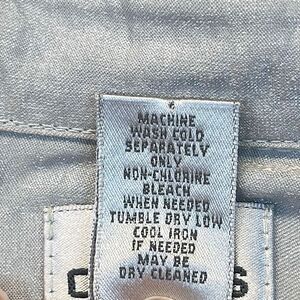 MACHINE
WASH COLD
SEPARATELY
ONLY
NON-CHLORINE
BLEACH
WHEN NEEDED
TUMBLE DRY LOW
COOL IRON
IF NEEDED
MAY BE
DRY CLEANED